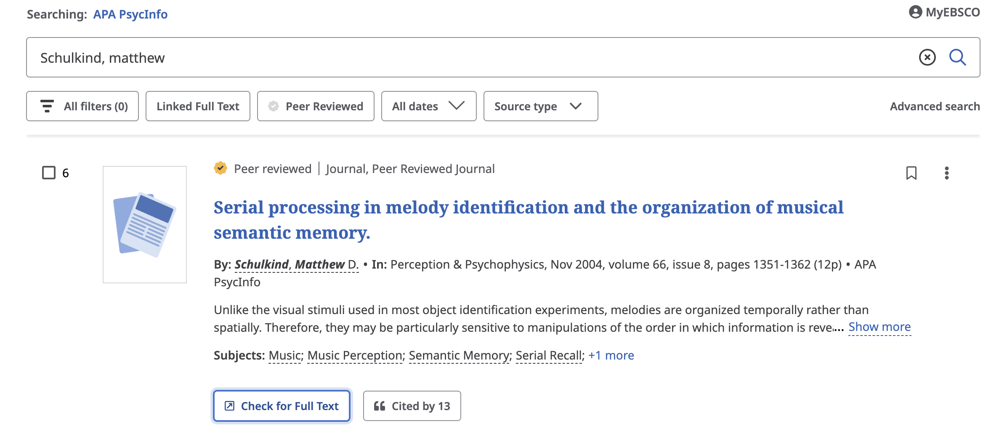 Searching: APA PsycInfo
MyEBSCO
Schulkind, matthew
All filters (0)
Linked Full Text
Peer Reviewed
All dates
Source type
Advanced search
6
Peer reviewed | Journal, Peer Reviewed Journal
Serial processing in melody identification and the organization of musical
semantic memory.
By: Schulkind, Matthew D. • In: Perception & Psychophysics, Nov 2004, volume 66, issue 8, pages 1351-1362 (12p) • APA
PsycInfo
Unlike the visual stimuli used in most object identification experiments, melodies are organized temporally rather than
spatially. Therefore, they may be particularly sensitive to manipulations of the order in which information is reve... Show more
Subjects: Music; Music Perception; Semantic Memory; Serial Recall; +1 more
Check for Full Text
Cited by 13